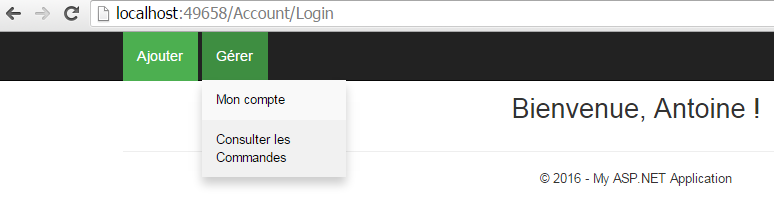 localhost:49658/Account/Login
Ajouter Gérer
Mon compte
Bienvenue, Antoine !
Consulter les
Commandes
© 2016 - My ASP.NET Application